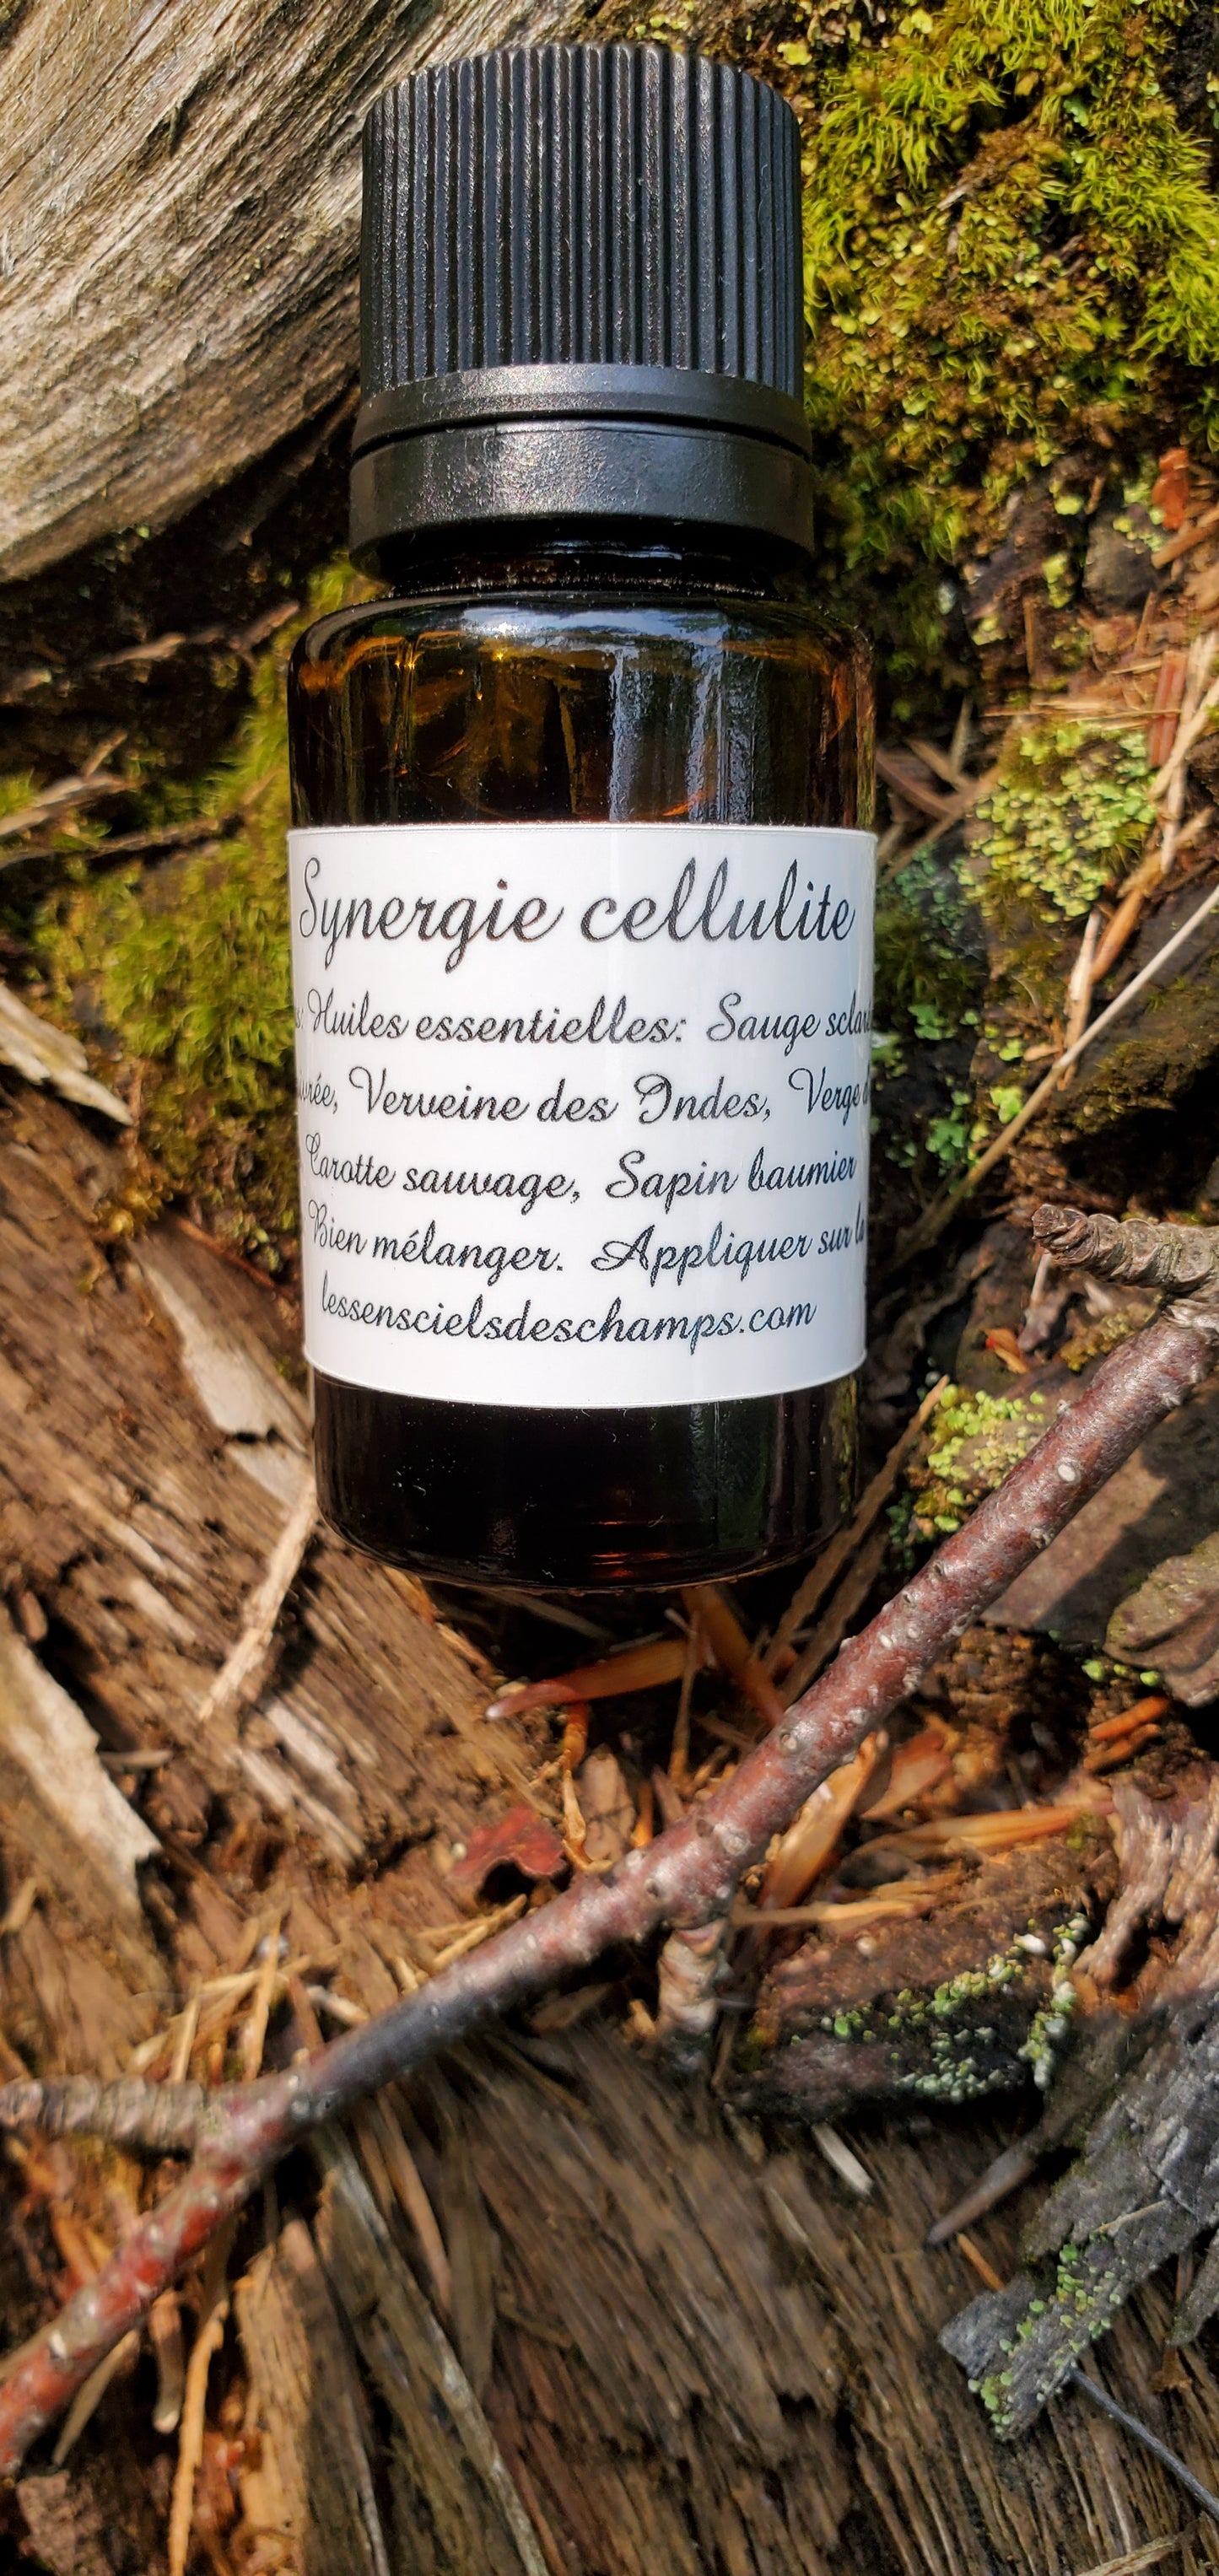 Synergie cellulite
Huiles essentielles: Sauge
Verveine des Indes, Verge
Carotte sauvage, Sapin baumier
Bien mélanger. Appliquer sur la
lessenscielsdeschamps.com